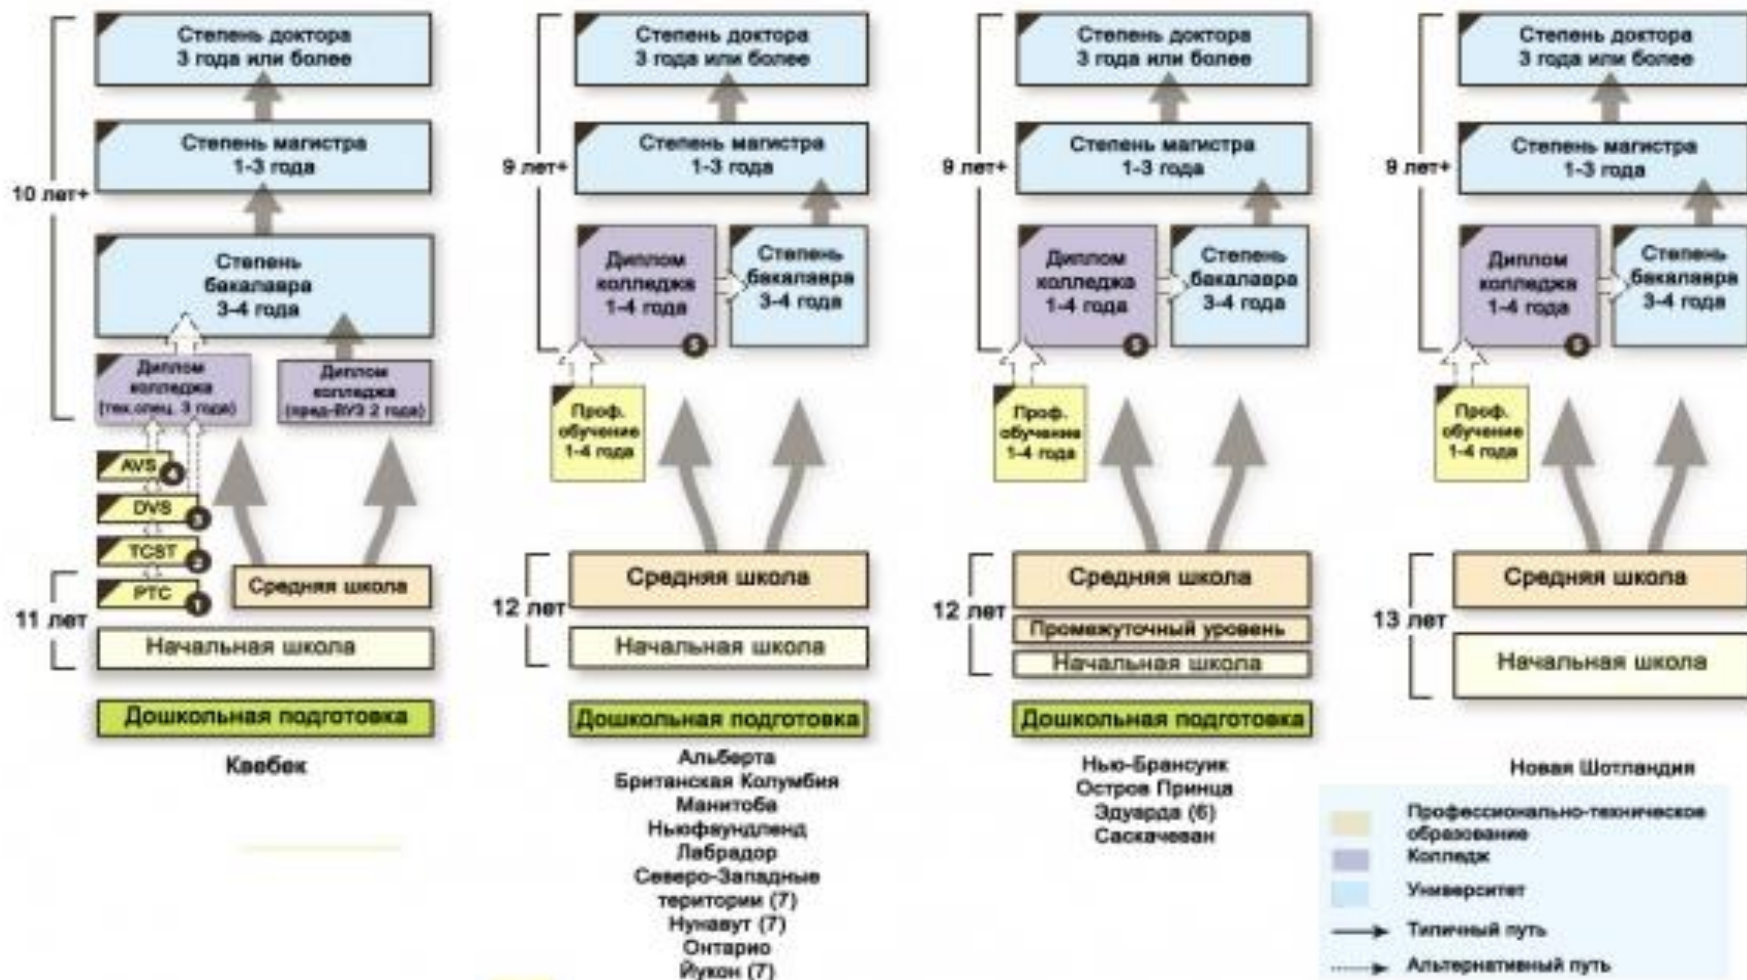 Степень доктора
3 года или более
Степень магистра
1-3 года
10 лет+
Степень
бакалавра
3-4 года
Диплом
колледжа
(тех.спец. 3 года)
Диплом
колледжа
(пред-ВУЗ 2 года)
AVS
4
DVS
3
TCST
2
PTC
1
Средняя школа
11 лет
Начальная школа
Дошкольная подготовка
Квебек
Степень доктора
3 года или более
Степень магистра
1-3 года
9 лет+
Диплом
колледжа
1-4 года
5
Степень
бакалавра
3-4 года
Проф.
обучение
1-4 года
Средняя школа
12 лет
Начальная школа
Дошкольная подготовка
Альберта
Британская Колумбия
Манитоба
Ньюфаундленд
Лабрадор
Северо-Западные
територии (7)
Нунавут (7)
Онтарио
Йукон (7)
Степень доктора
3 года или более
Степень магистра
1-3 года
9 лет+
Диплом
колледжа
1-4 года
5
Степень
бакалавра
3-4 года
Проф.
обучение
1-4 года
Средняя школа
12 лет
Промежуточный уровень
Начальная школа
Дошкольная подготовка
Нью-Брансуик
Остров Принца
Эдуарда (6)
Саскачеван
Степень доктора
3 года или более
Степень магистра
1-3 года
9 лет+
Диплом
колледжа
1-4 года
5
Степень
бакалавра
3-4 года
Проф.
обучение
1-4 года
Средняя школа
13 лет
Начальная школа
Новая Шотландия
Профессионально-техническое
образование
Колледж
Университет
Типичный путь
Альтернативный путь